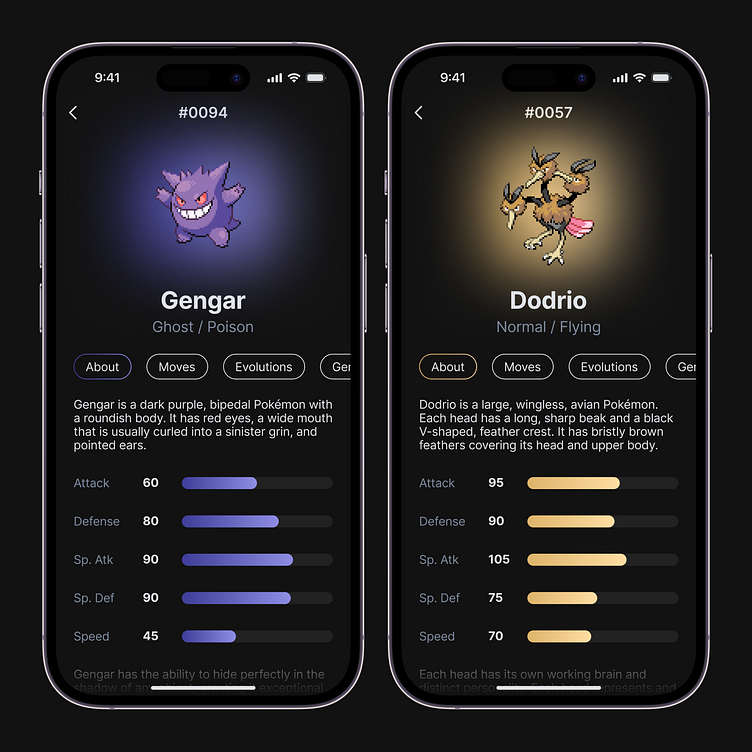 9:41
#0094
Gengar
Ghost / Poison
About Moves Evolutions Ger
Gengar is a dark purple, bipedal Pokémon with
a roundish body. It has red eyes, a wide mouth
that is usually curled into a sinister grin, and
pointed ears.
Attack 60
Defense 80
Sp. Atk 90
Sp. Def 90
Speed 45
Gengar has the ability to hide perfectly in the
shadow of an exceptional
9:41
#0057
Dodrio
Normal / Flying
About Moves Evolutions Ger
Dodrio is a large, wingless, avian Pokémon.
Each head has a long, sharp beak and a black
V-shaped, feather crest. It has bristly brown
feathers covering its head and upper body.
Attack 95
Defense 90
Sp. Atk 105
Sp. Def 75
Speed 70
Each head has its own working brain and
distinct and